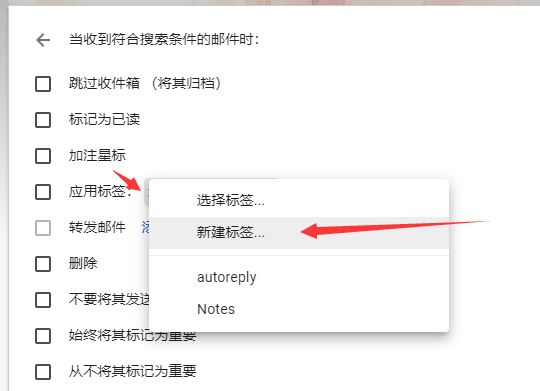 当收到符合搜索条件的邮件时：
跳过收件箱 （将其归档）
标记为已读
加注星标
应用标签：
选择标签...
新建标签...
转发邮件
删除
autoreply
不要将其发送
Notes
始终将其标记为重要
从不将其标记为重要